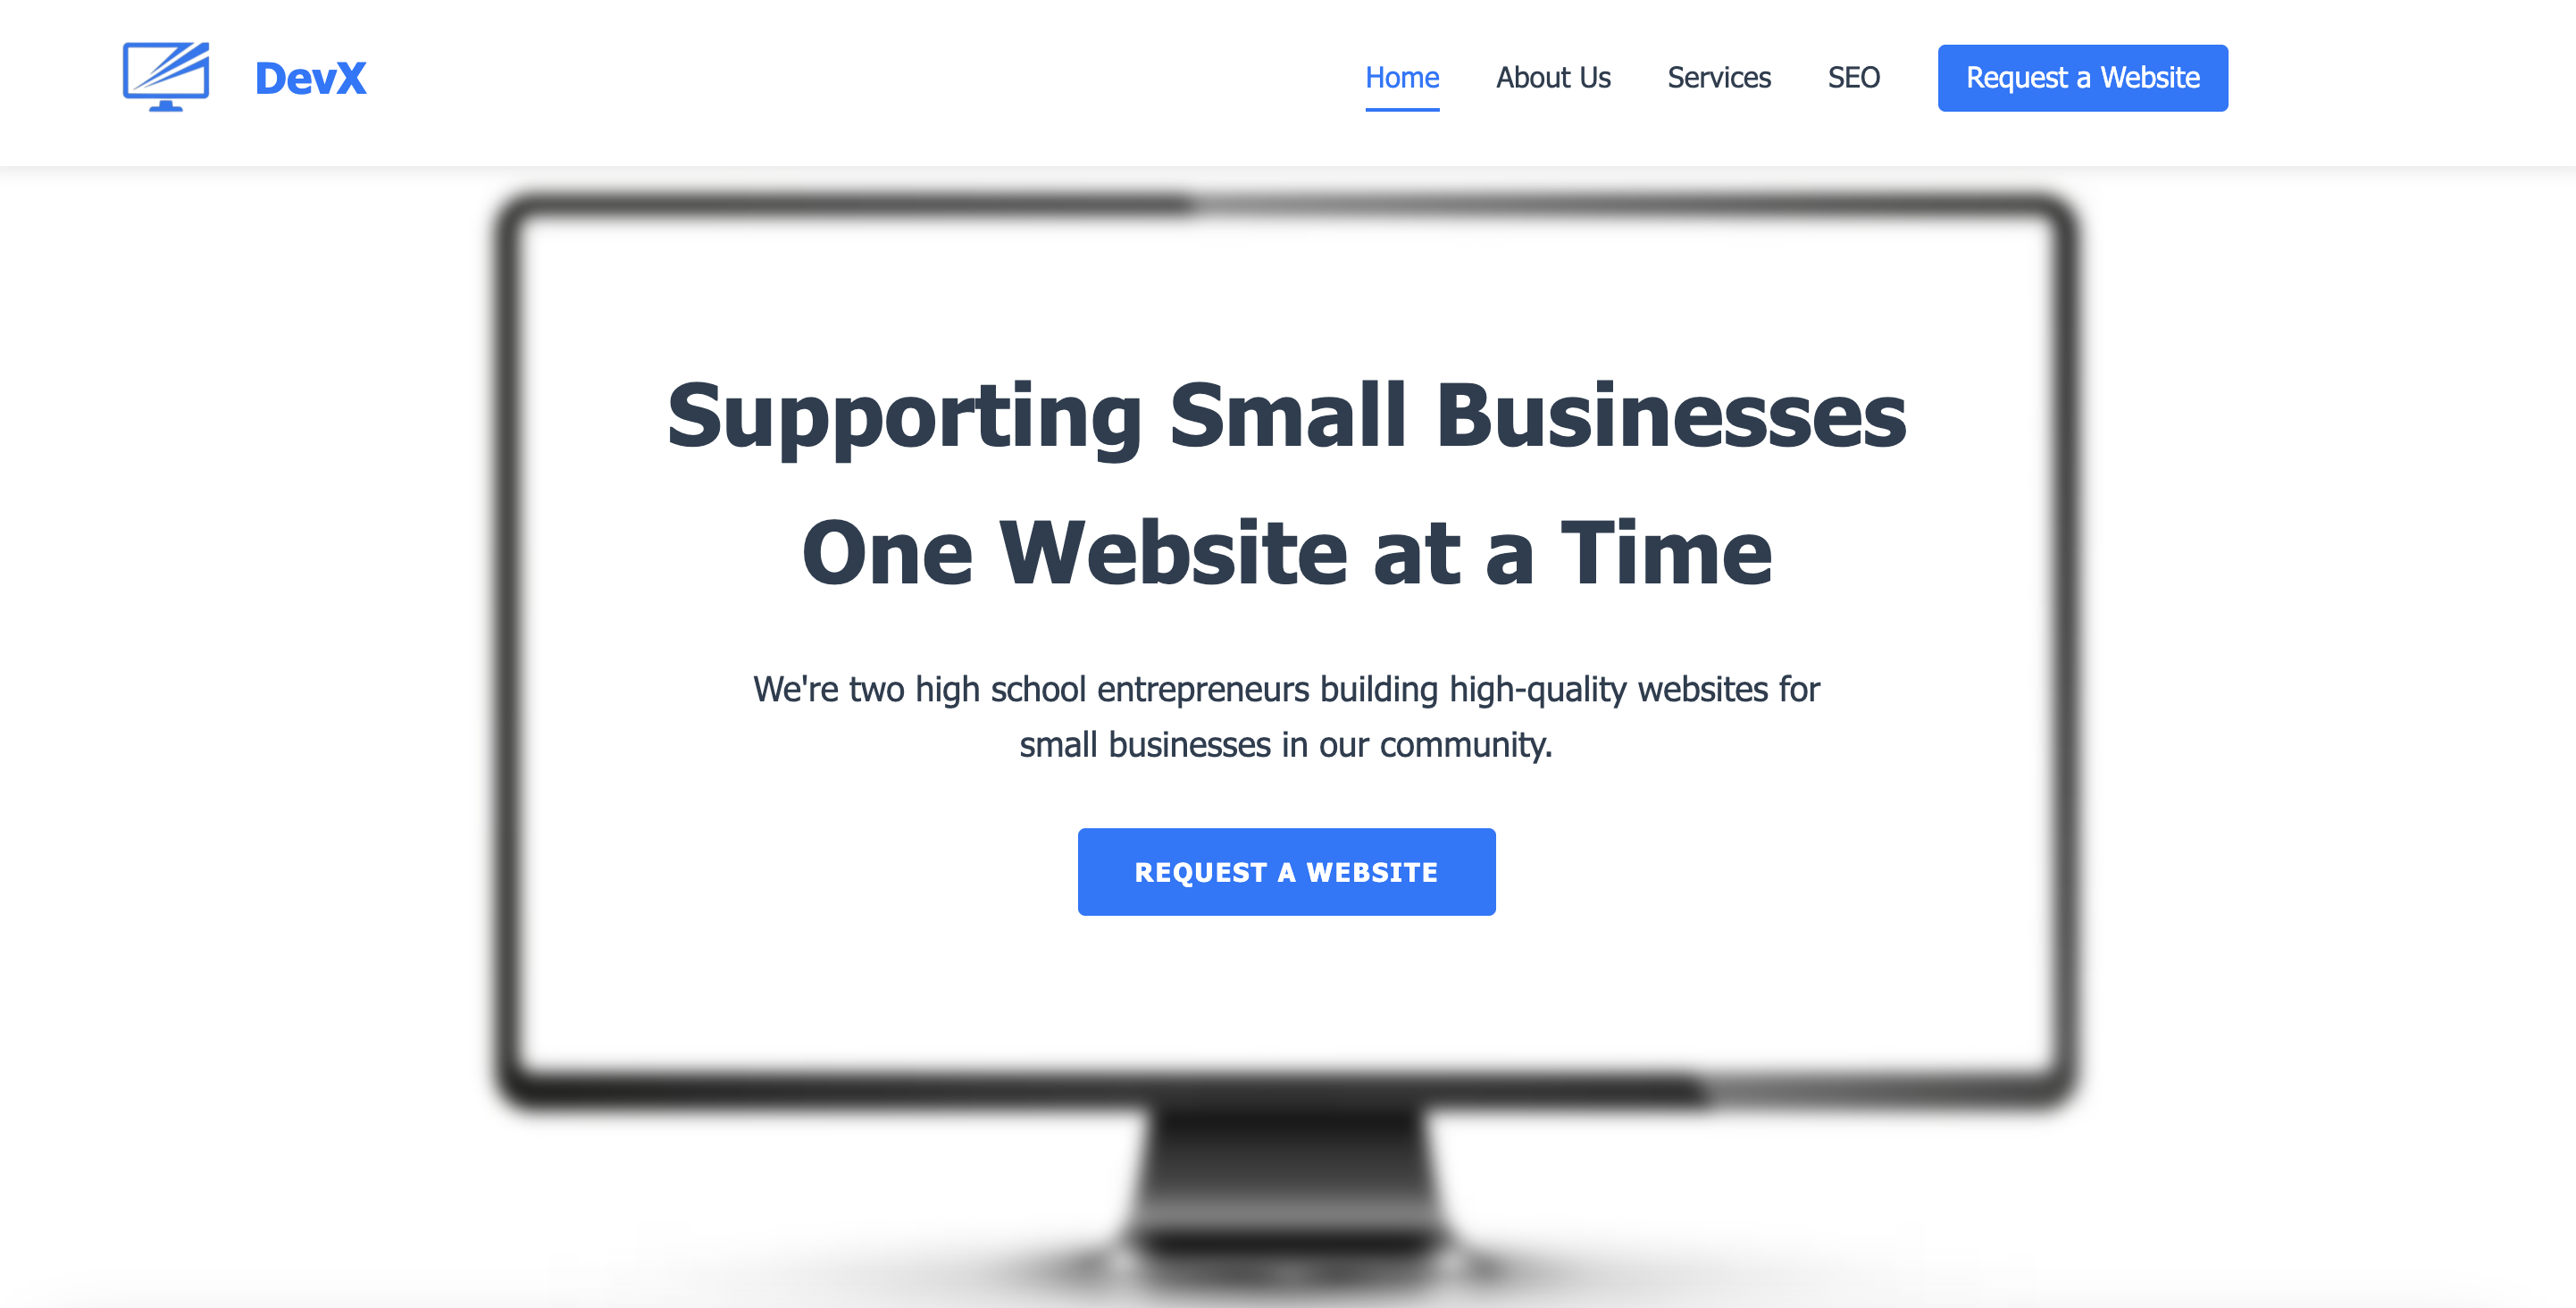 DevX
Home
About Us
Services
SEO
Request a Website
Supporting Small Businesses
One Website at a Time
We're two high school entrepreneurs building high-quality websites for
small businesses in our community.
REQUEST A WEBSITE